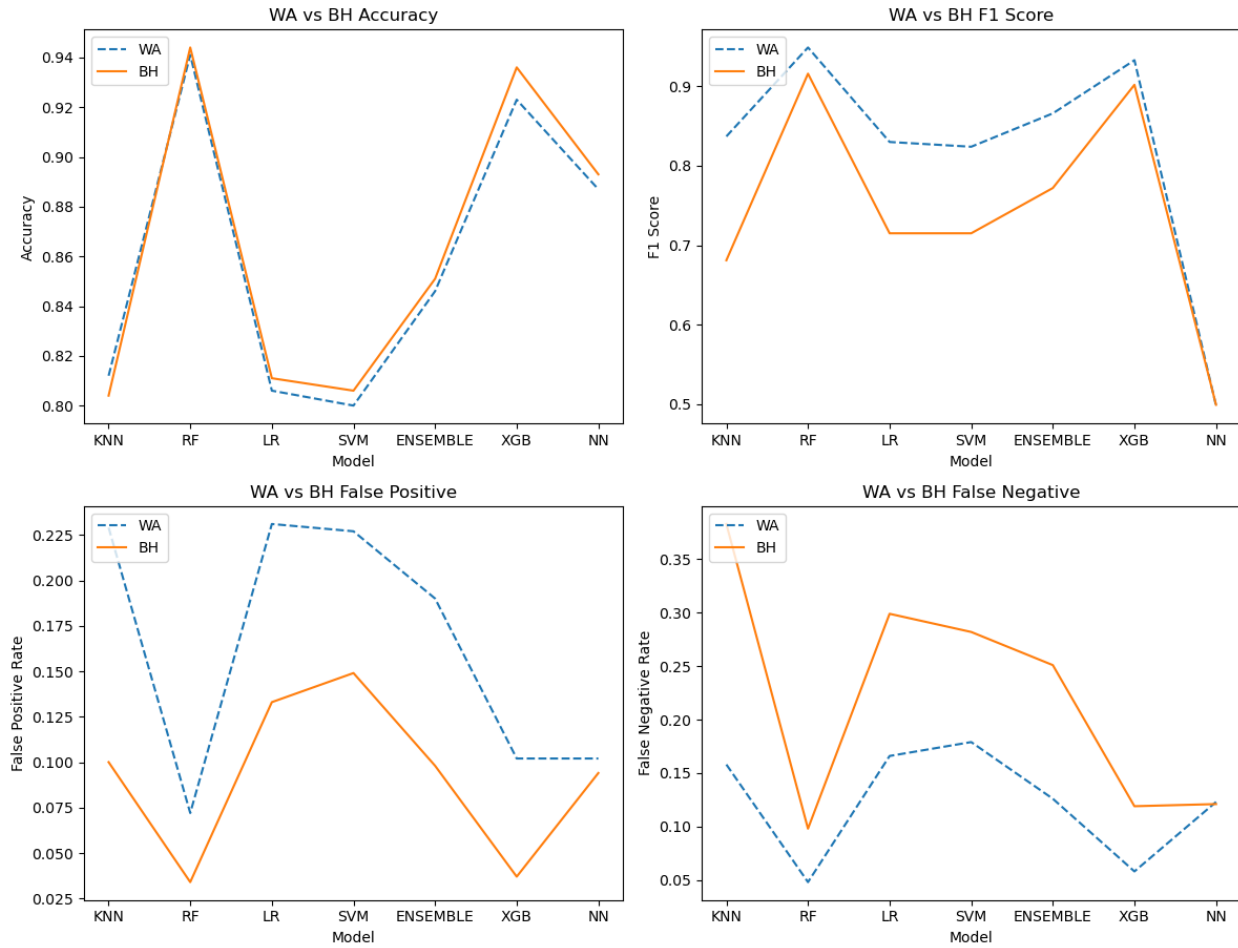 WA vs BH Accuracy
WA
BH
0.94
0.92
0.90
0.88
0.86
0.84
0.82
0.80
Accuracy
KNN RF LR SVM ENSEMBLE XGB NN
Model
WA vs BH F1 Score
WA
BH
0.9
0.8
0.7
0.6
0.5
F1 Score
KNN RF LR SVM ENSEMBLE XGB NN
Model
WA vs BH False Positive
WA
BH
0.225
0.200
0.175
0.150
0.125
0.100
0.075
0.050
0.025
False Positive Rate
KNN RF LR SVM ENSEMBLE XGB NN
Model
WA vs BH False Negative
WA
BH
0.35
0.30
0.25
0.20
0.15
0.10
0.05
False Negative Rate
KNN RF LR SVM ENSEMBLE XGB NN
Model